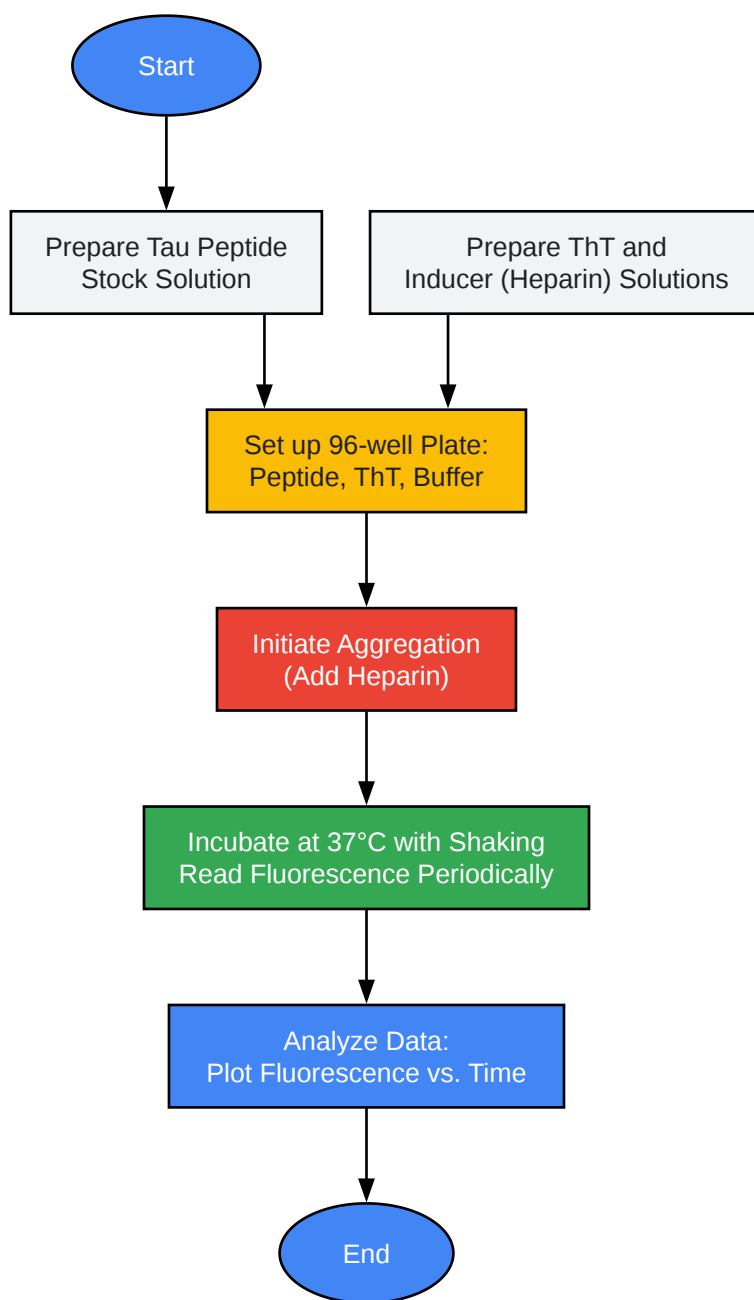 Start
Prepare Tau Peptide
Stock Solution
Prepare ThT and
Inducer (Heparin) Solutions
Set up 96-well Plate:
Peptide, ThT, Buffer
Initiate Aggregation
(Add Heparin)
Incubate at 37°C with Shaking
Read Fluorescence Periodically
Analyze Data:
Plot Fluorescence vs. Time
End